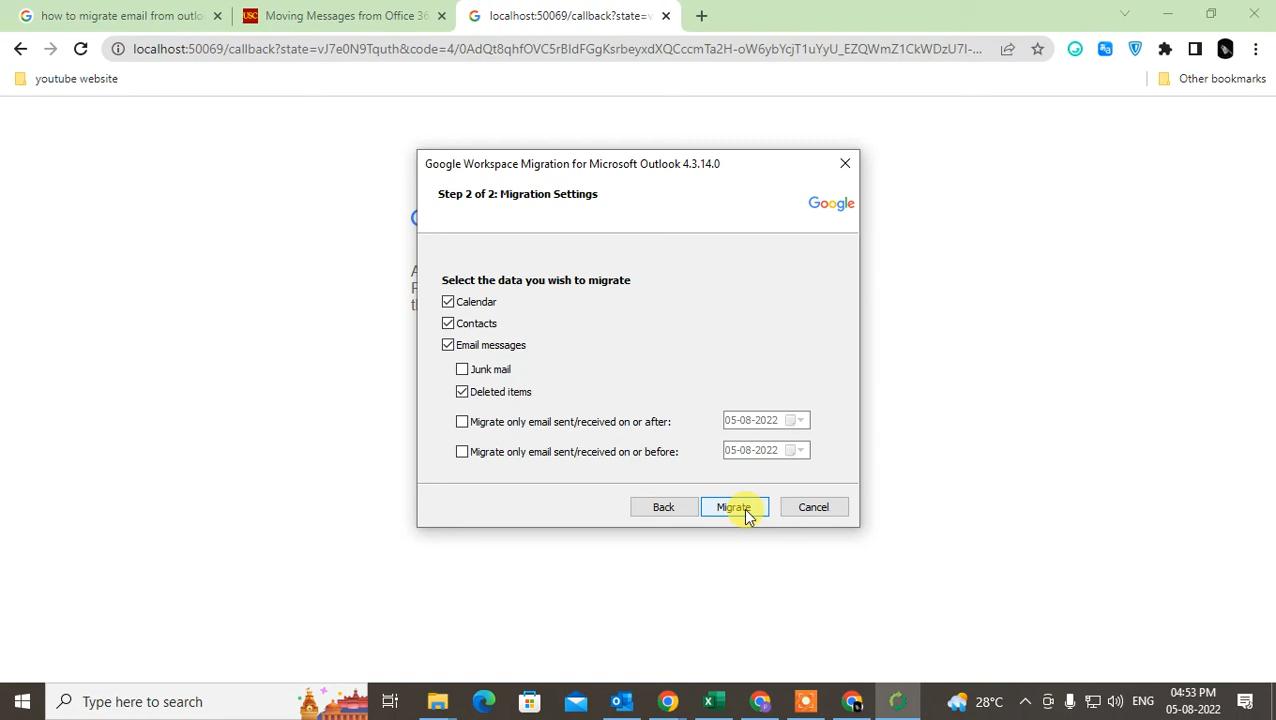 how to migrate email from outlo
Moving Messages from Office 36
localhost:50069/callback?state=v
localhost:50069/callback?state=vJ7e0N9Tquth&code=4/0AdQt8qhfOVC5rBIdFGgKsrbeyxdXQCccmTa2H-oW6ybYcjT1uYyU_EZQWmZ1CkWDzU7I-...
youtube website
Other bookmarks
Google Workspace Migration for Microsoft Outlook 4.3.14.0
Step 2 of 2: Migration Settings
Google
Select the data you wish to migrate
Calendar
Contacts
Email messages
Junk mail
Deleted items
Migrate only email sent/received on or after: 05-08-2022
Migrate only email sent/received on or before: 05-08-2022
Back Migrate Cancel
Type here to search
28°C
ENG
04:53 PM
05-08-2022